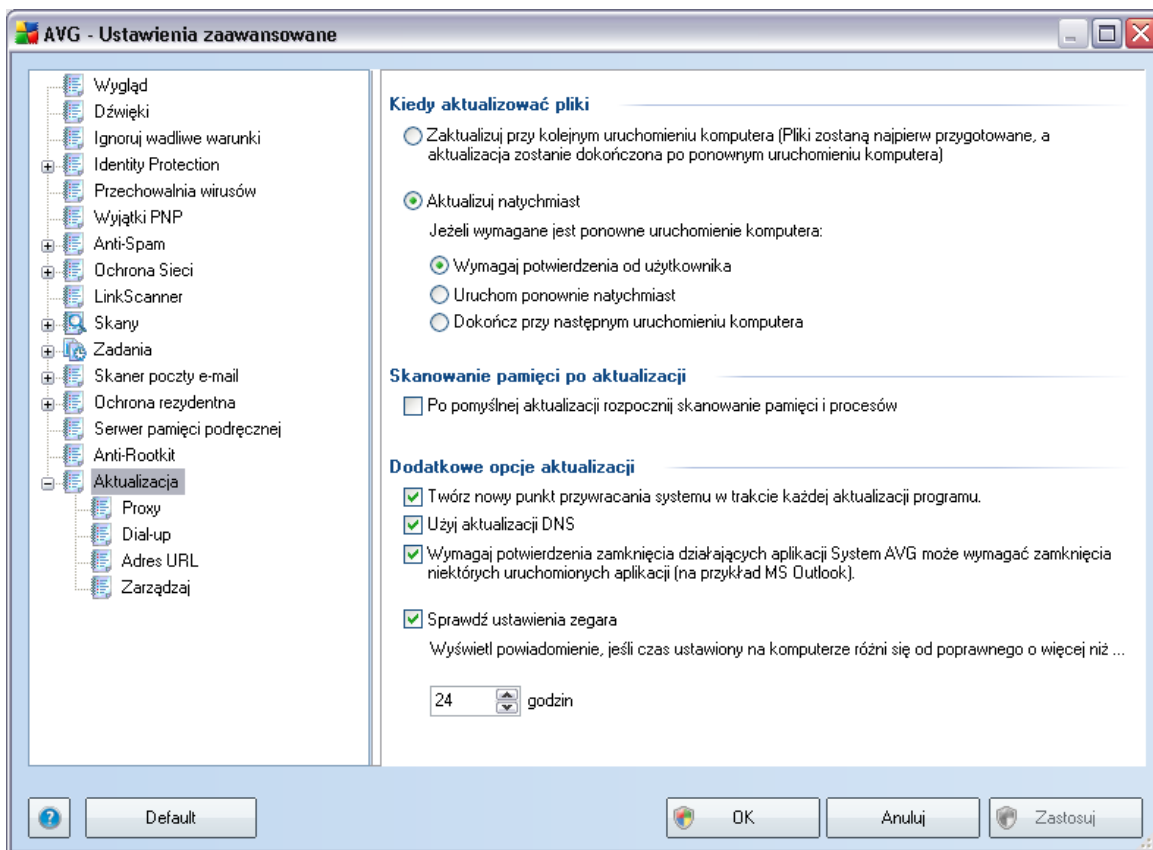 AVG - Ustawienia zaawansowane
Wygląd
Dźwięki
Ignoruj wadliwe warunki
Identity Protection
Przechowalnia wirusów
Wyjątki PNP
Anti-Spam
Ochrona Sieci
LinkScanner
Skany
Zadania
Skaner poczty e-mail
Ochrona rezydentna
Serwer pamięci podręcznej
Anti-Rootkit
Aktualizacja
Proxy
Dial-up
Adres URL
Zarządzaj
Kiedy aktualizować pliki
Zaktualizuj przy kolejnym uruchomieniu komputera (Pliki zostaną najpierw przygotowane, a
aktualizacja zostanie dokończona po ponownym uruchomieniu komputera)
Aktualizuj natychmiast
Jeżeli wymagane jest ponowne uruchomienie komputera:
Wymagaj potwierdzenia od użytkownika
Uruchom ponownie natychmiast
Dokończ przy następnym uruchomieniu komputera
Skanowanie pamięci po aktualizacji
Po pomyślnej aktualizacji rozpocznij skanowanie pamięci i procesów
Dodatkowe opcje aktualizacji
Twórz nowy punkt przywracania systemu w trakcie każdej aktualizacji programu.
Użyj aktualizacji DNS
Wymagaj potwierdzenia zamknięcia działających aplikacji System AVG może wymagać zamknięcia
niektórych uruchomionych aplikacji (na przykład MS Outlook).
Sprawdź ustawienia zegara
Wyświetl powiadomienie, jeśli czas ustawiony na komputerze różni się od poprawnego o więcej niż ...
24 godzin
? Default OK Anuluj Zastosuj